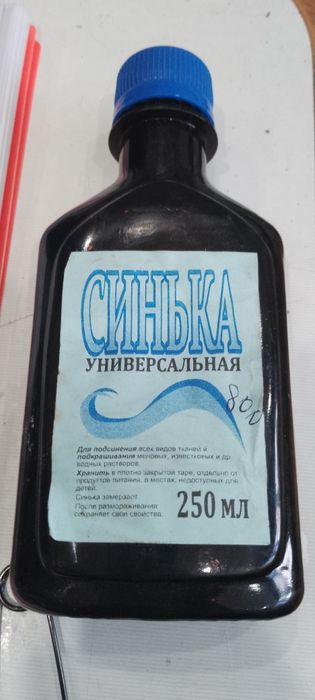 СИНЬКА
УНИВЕРСАЛЬНАЯ
800
Для подсинения всех видов тканей и
подкрашивания меловых, известковых и др.
водных растворов.
Хранить в плотно закрытой таре, отдельно от
продуктов питания, в местах, недоступных для
детей.
Синька замерзает.
После размораживания
сохраняет свои свойства.
250 мл